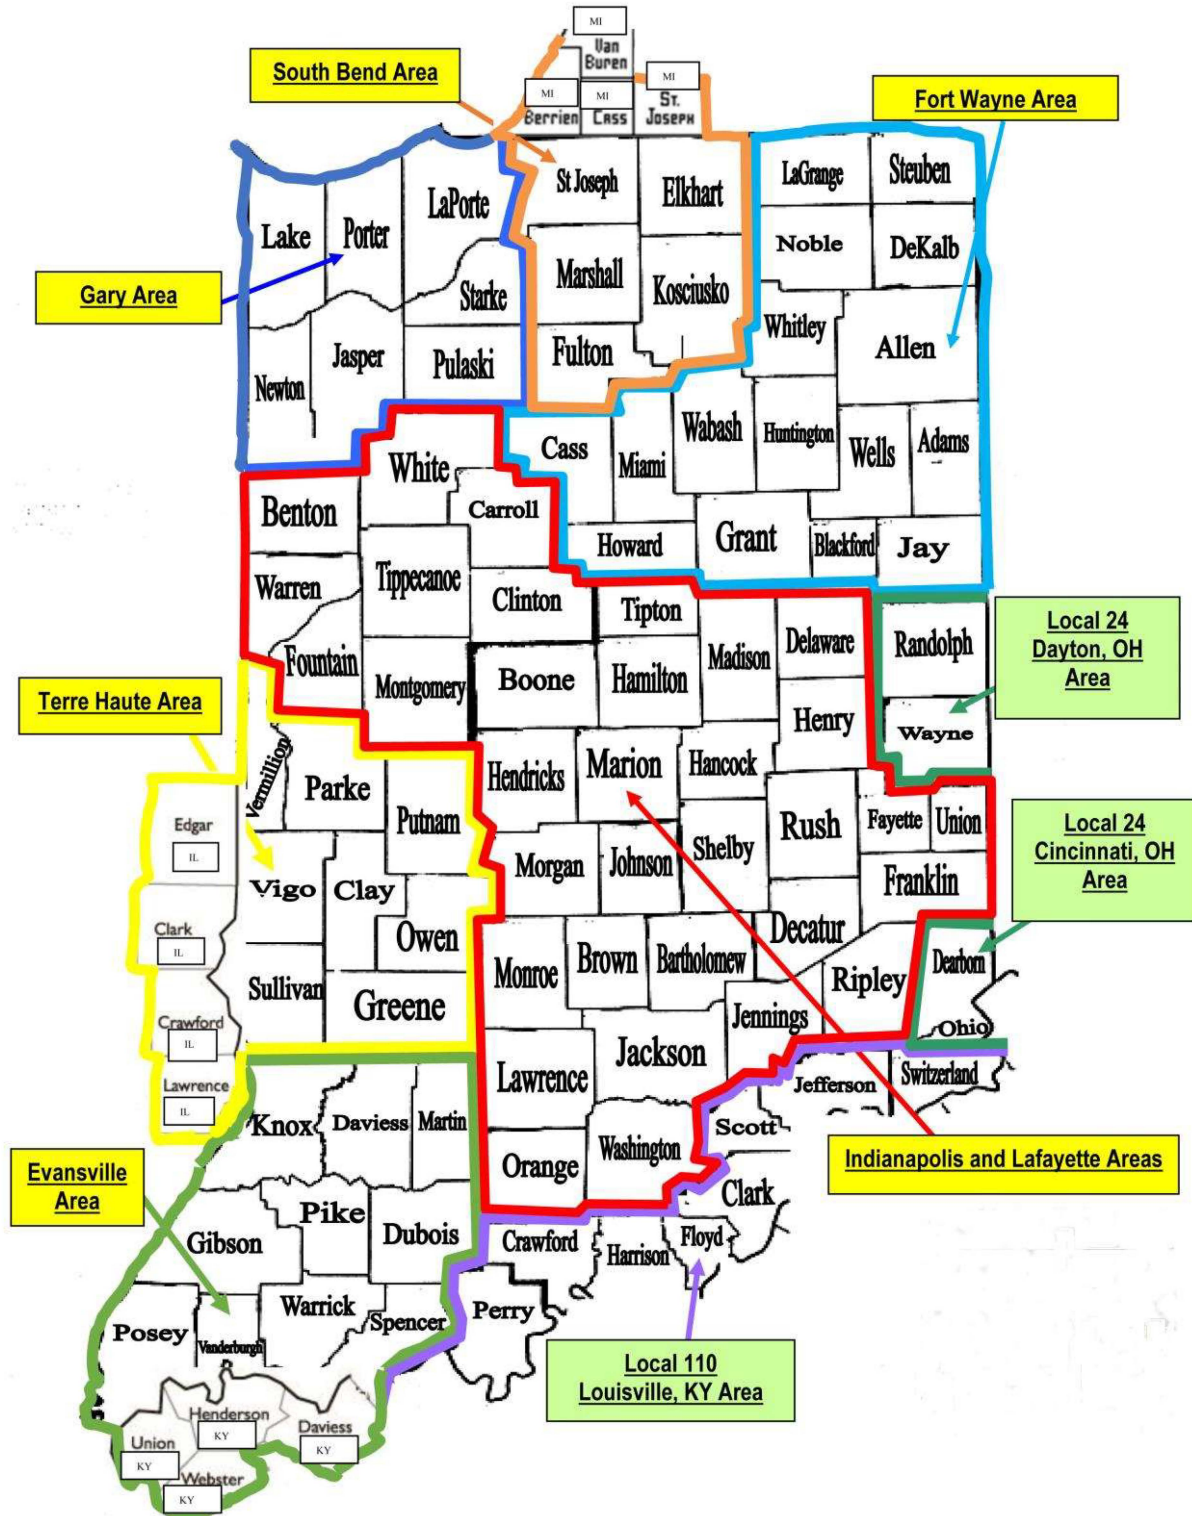 MI
Van
Buren
South Bend Area
MI
MI
MI
Berrien
Cass
St.
Joseph
Fort Wayne Area
St Joseph
Elkhart
LaGrange
Steuben
LaPorte
Lake
Porter
Noble
DeKalb
Marshall
Kosciusko
Gary Area
Starke
Whitley
Allen
Fulton
Jasper
Pulaski
Newton
Cass
Miami
Wabash
Huntington
Wells
Adams
White
Benton
Carroll
Howard
Grant
Blackford
Jay
Warren
Tippecanoe
Clinton
Tipton
Local 24
Dayton, OH
Area
Fountain
Madison
Delaware
Randolph
Montgomery
Boone
Hamilton
Terre Haute Area
Henry
Wayne
Vermillion
Parke
Hendricks
Marion
Hancock
Putnam
Edgar
IL
Rush
Fayette
Union
Local 24
Cincinnati, OH
Area
Vigo
Clay
Morgan
Johnson
Shelby
Franklin
Clark
IL
Owen
Decatur
Monroe
Brown
Bartholomew
Dearborn
Sullivan
Greene
Ripley
Crawford
IL
Jennings
Ohio
Jackson
Lawrence
IL
Lawrence
Jefferson
Switzerland
Knox
Daviess
Martin
Scott
Washington
Indianapolis and Lafayette Areas
Evansville
Area
Orange
Clark
Pike
Gibson
Dubois
Crawford
Harrison
Floyd
Warrick
Perry
Posey
Vanderburgh
Spencer
Local 110
Louisville, KY Area
Henderson
KY
Daviess
KY
Union
KY
Webster
KY